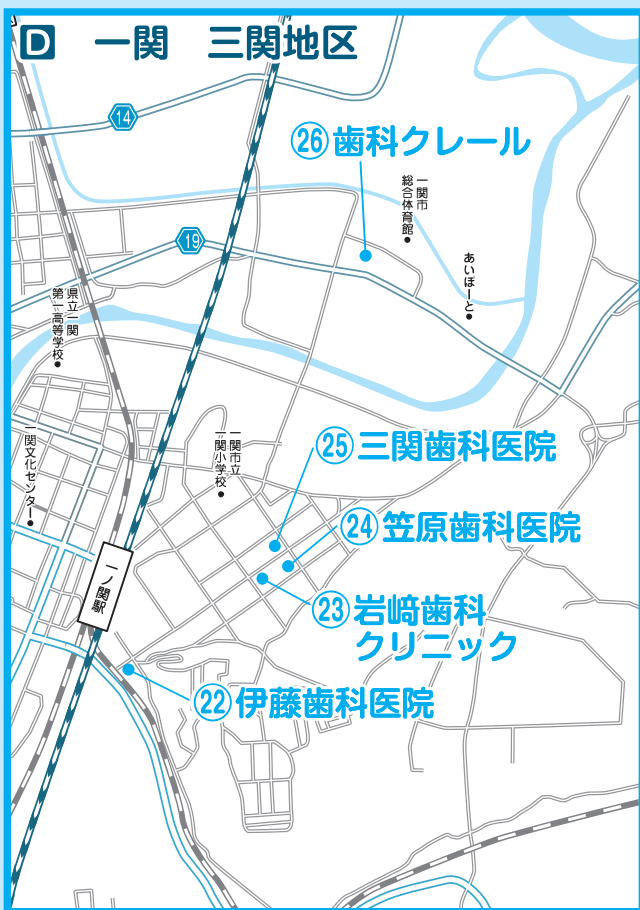 D 一関 三関地区
14
㉖歯科クレール
一関市
総合体育館
19
あいぽーと
県立一関
第一高等学校
一関文化センター
一関市立
一関小学校
㉕三関歯科医院
㉔笠原歯科医院
一ノ関駅
㉓岩﨑歯科
クリニック
㉒伊藤歯科医院